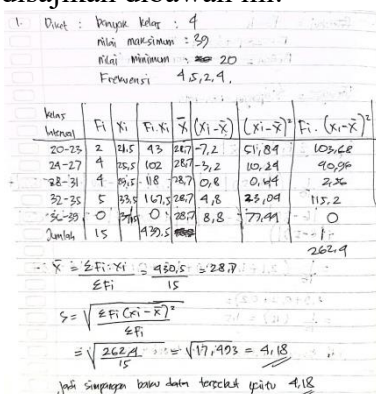 disajikan dibawah ini.
1. Diket : banyak kelas : 4
nilai maksimum = 39
nilai minimum = 20
Frekuensi 4,5,2,4.
kelas Interval Fi Xi Fi.Xi X̄ (Xi-X̄) (Xi-X̄)² Fi.(Xi-X̄)²
20-23 2 21,5 43 28,7 -7,2 51,84 103,68
24-27 4 25,5 102 28,7 -3,2 10,24 40,96
28-31 4 29,5 118 28,7 0,8 0,64 2,56
32-35 5 33,5 167,5 28,7 4,8 23,04 115,2
36-39 0 37,5 0 28,7 8,8 77,44 0
Jumlah 15 430,5
262,4
X̄ = ΣFi.Xi / ΣFi = 430,5 / 15 = 28,7
S = √ΣFi(Xi-X̄)² / ΣFi
= √262,4 / 15 = √17,493 = 4,18
jadi simpangan baku data tersebut yaitu 4,18